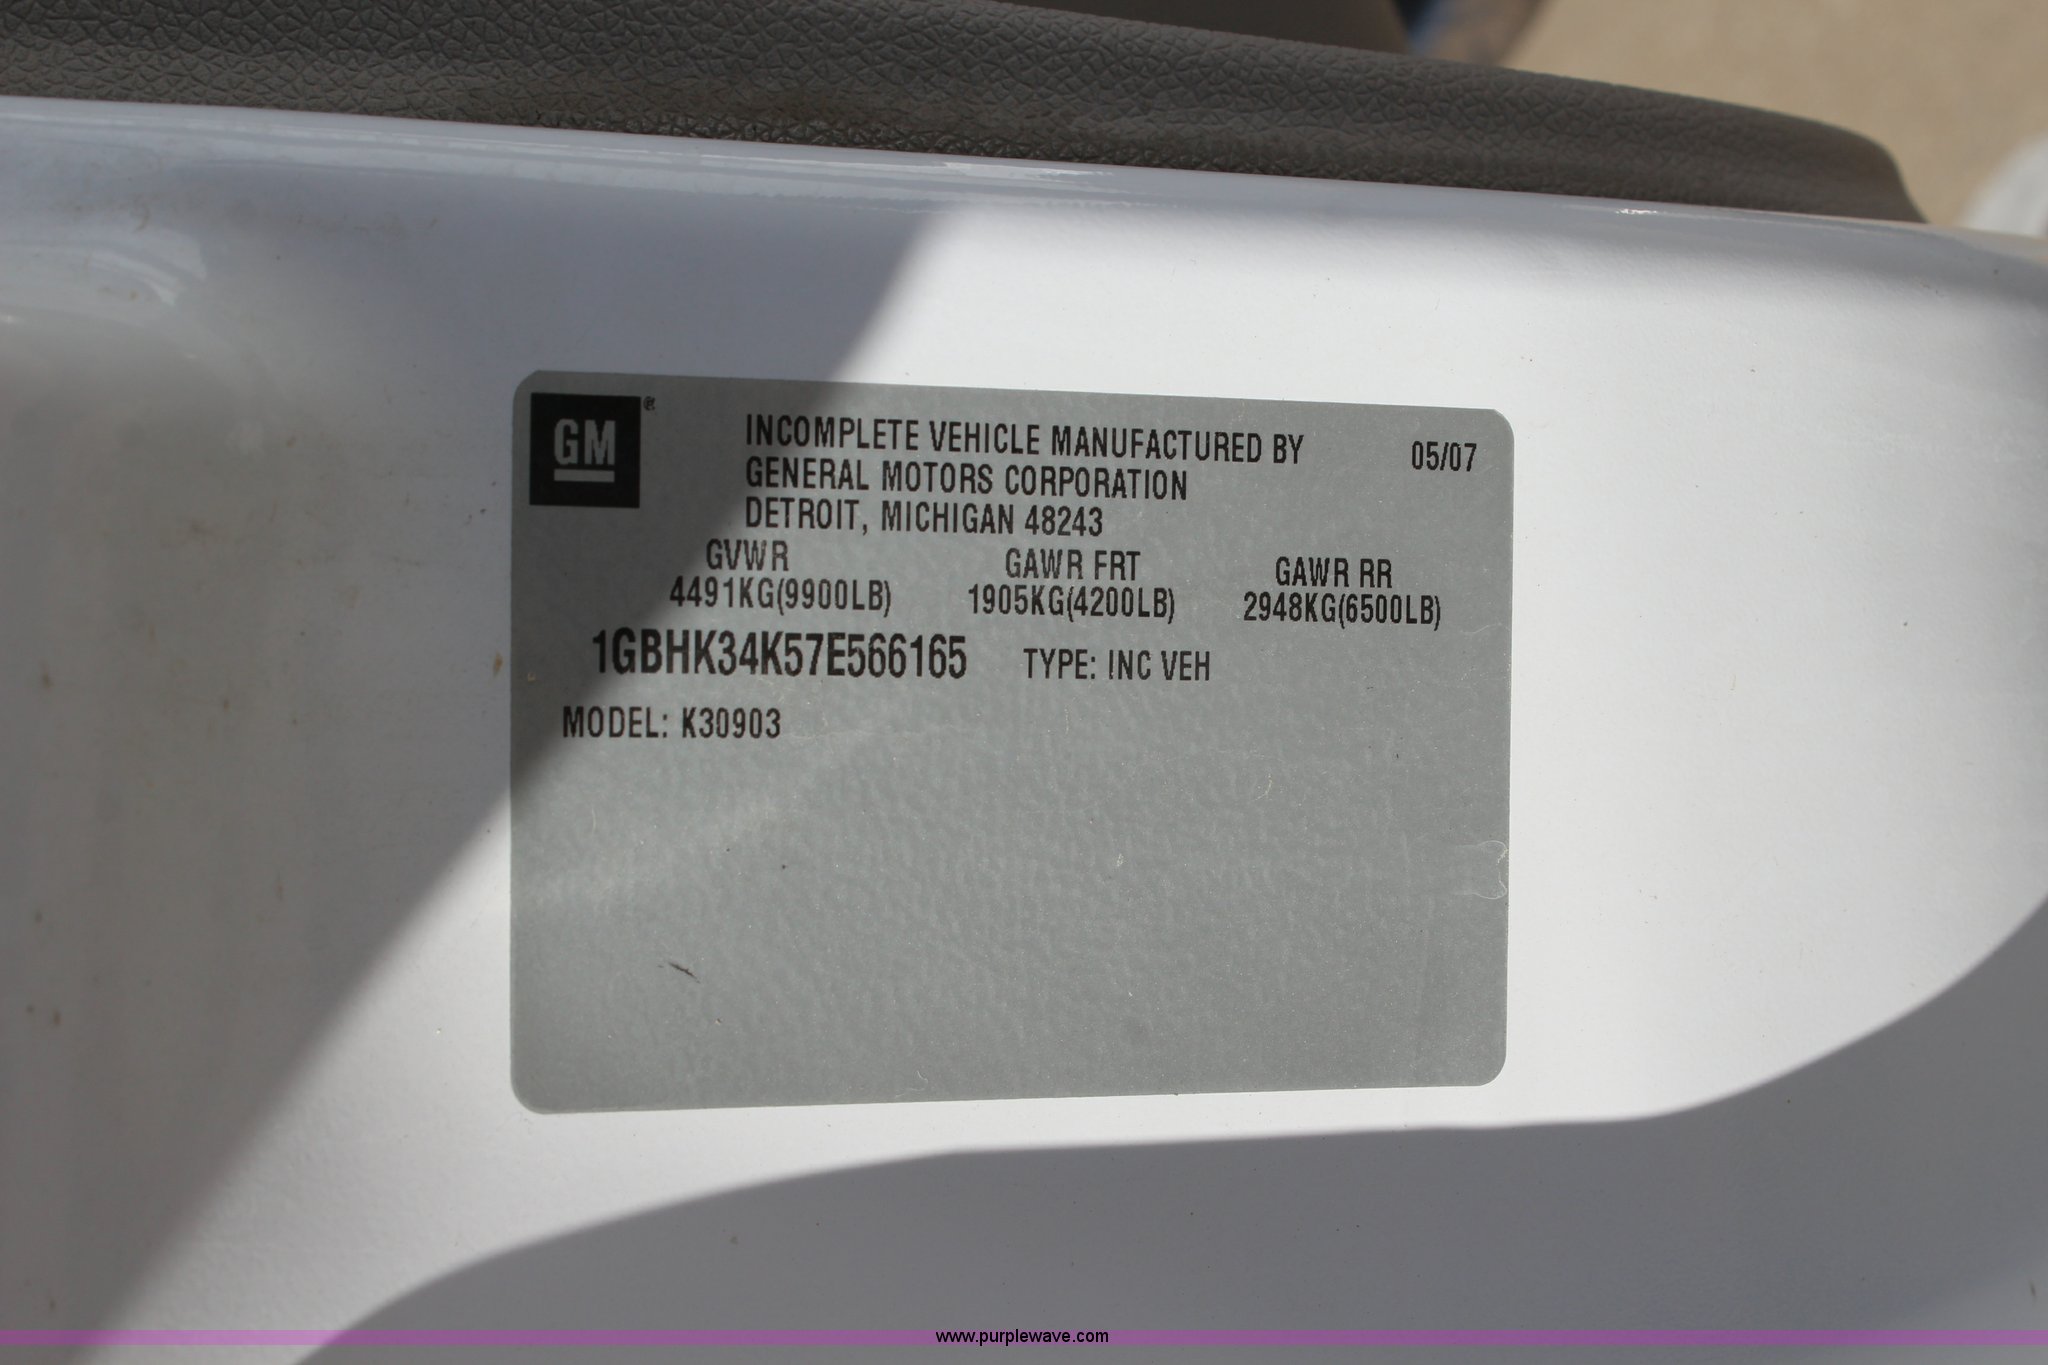 GM®
INCOMPLETE VEHICLE MANUFACTURED BY 05/07
GENERAL MOTORS CORPORATION
DETROIT, MICHIGAN 48243
GVWR GAWR FRT GAWR RR
4491KG(9900LB) 1905KG(4200LB) 2948KG(6500LB)
1GBHK34K57E566165 TYPE: INC VEH
MODEL: K30903
www.purplewave.com